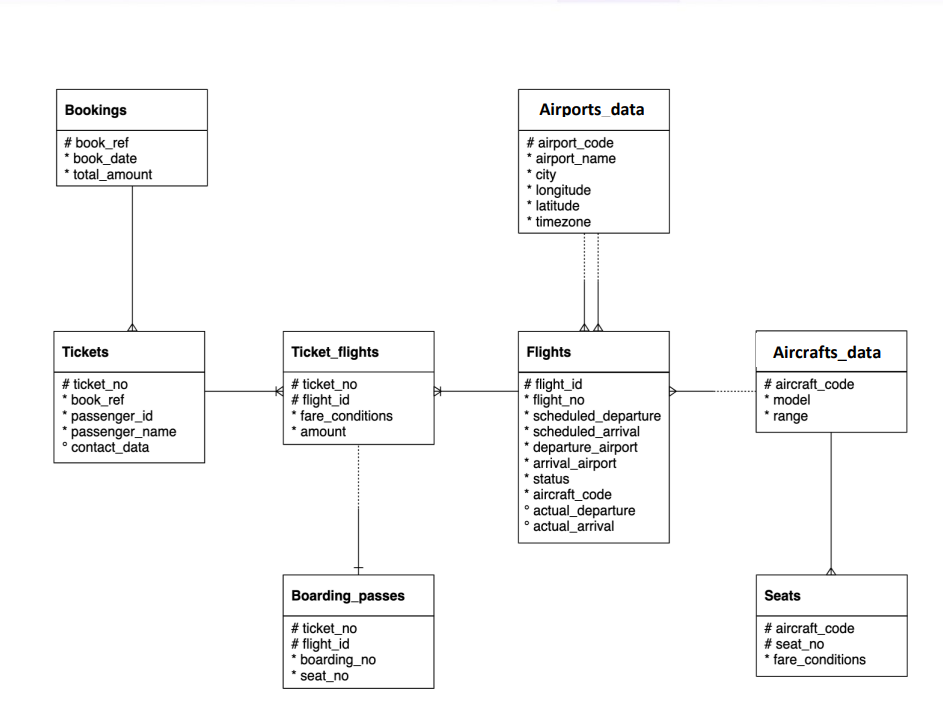 Bookings
# book_ref
* book_date
* total_amount
Airports_data
# airport_code
* airport_name
* city
* longitude
* latitude
* timezone
Tickets
# ticket_no
* book_ref
* passenger_id
* passenger_name
° contact_data
Ticket_flights
# ticket_no
# flight_id
* fare_conditions
* amount
Flights
# flight_id
* flight_no
* scheduled_departure
* scheduled_arrival
* departure_airport
* arrival_airport
* status
* aircraft_code
° actual_departure
° actual_arrival
Aircrafts_data
# aircraft_code
* model
* range
Boarding_passes
# ticket_no
# flight_id
* boarding_no
* seat_no
Seats
# aircraft_code
# seat_no
* fare_conditions